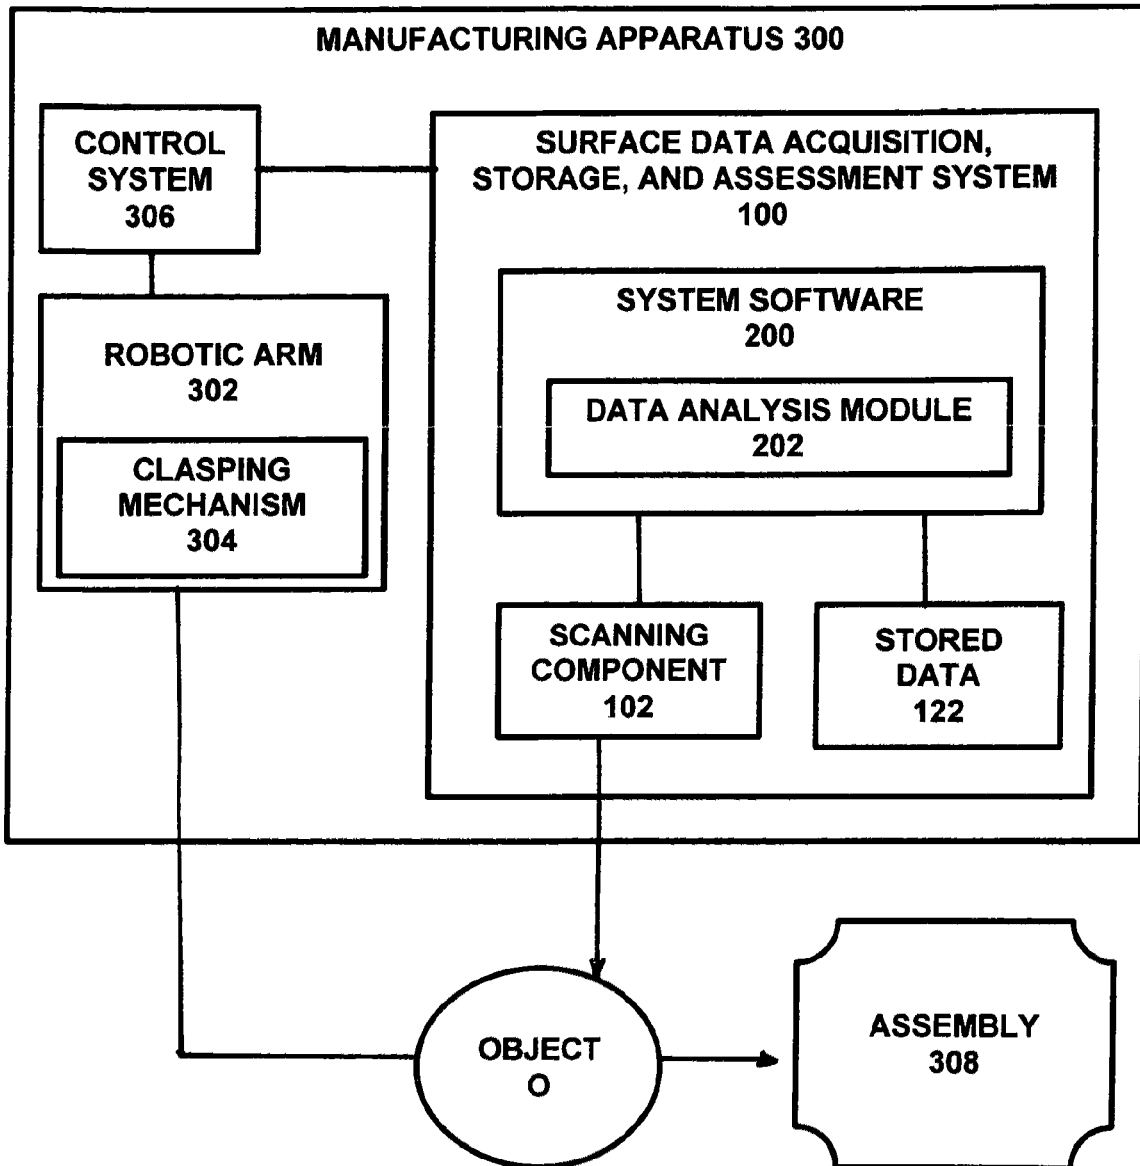 MANUFACTURING APPARATUS 300
CONTROL
SYSTEM
306
SURFACE DATA ACQUISITION,
STORAGE, AND ASSESSMENT SYSTEM
100
SYSTEM SOFTWARE
200
DATA ANALYSIS MODULE
202
ROBOTIC ARM
302
CLASPING
MECHANISM
304
SCANNING
COMPONENT
102
STORED
DATA
122
OBJECT
O
ASSEMBLY
308